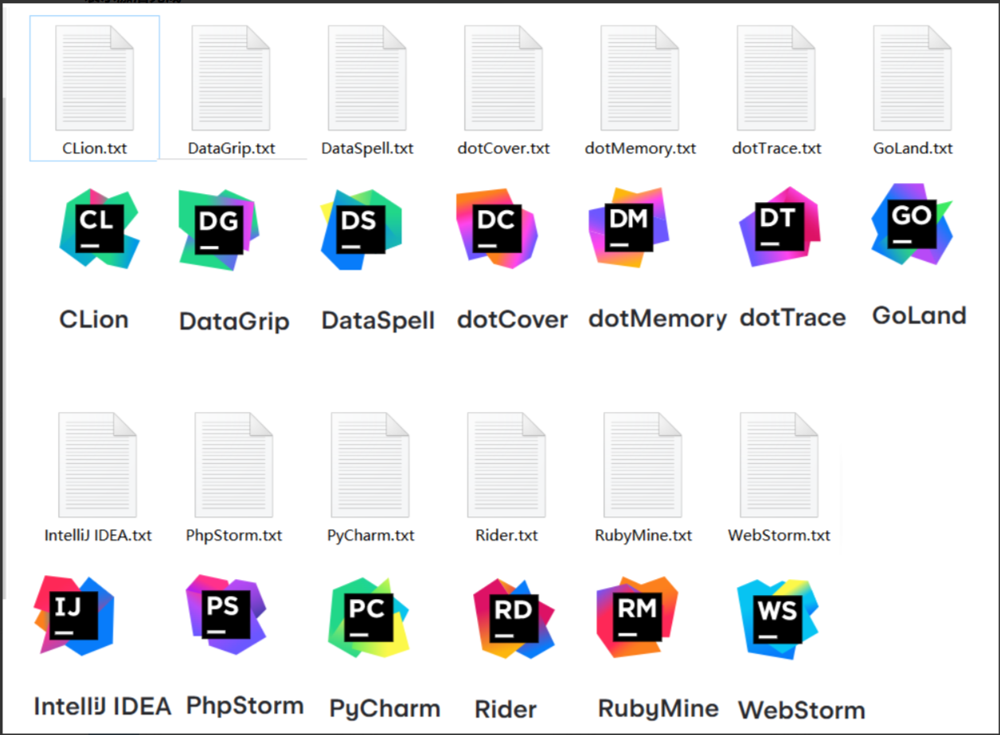 CLion.txt DataGrip.txt DataSpell.txt dotCover.txt dotMemory.txt dotTrace.txt GoLand.txt
CL DG DS DC DM DT GO
CLion DataGrip DataSpell dotCover dotMemory dotTrace GoLand
IntelliJ IDEA.txt PhpStorm.txt PyCharm.txt Rider.txt RubyMine.txt WebStorm.txt
IJ PS PC RD RM WS
IntelliJ IDEA PhpStorm PyCharm Rider RubyMine WebStorm